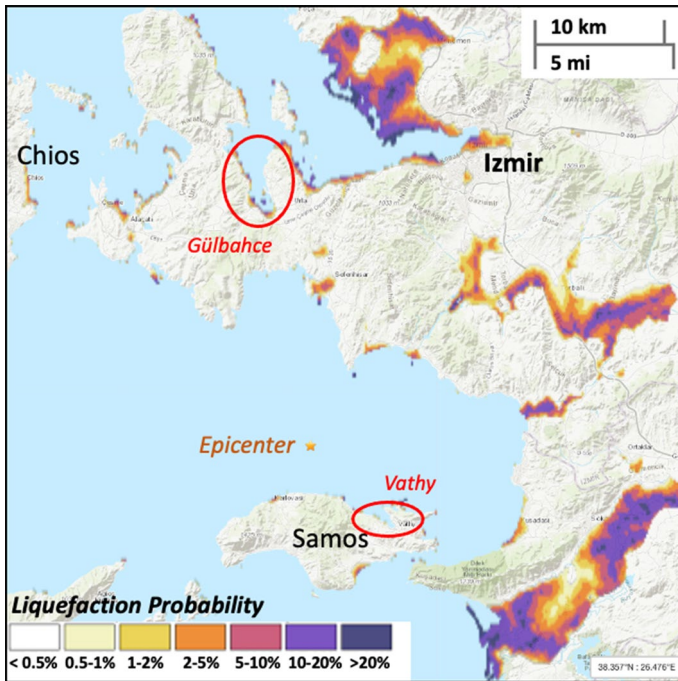 10 km
5 mi
Chios
Izmir
Gülbahce
Epicenter
Vathy
Samos
Liquefaction Probability
< 0.5% 0.5-1% 1-2% 2-5% 5-10% 10-20% >20%
38.357°N : 26.476°E